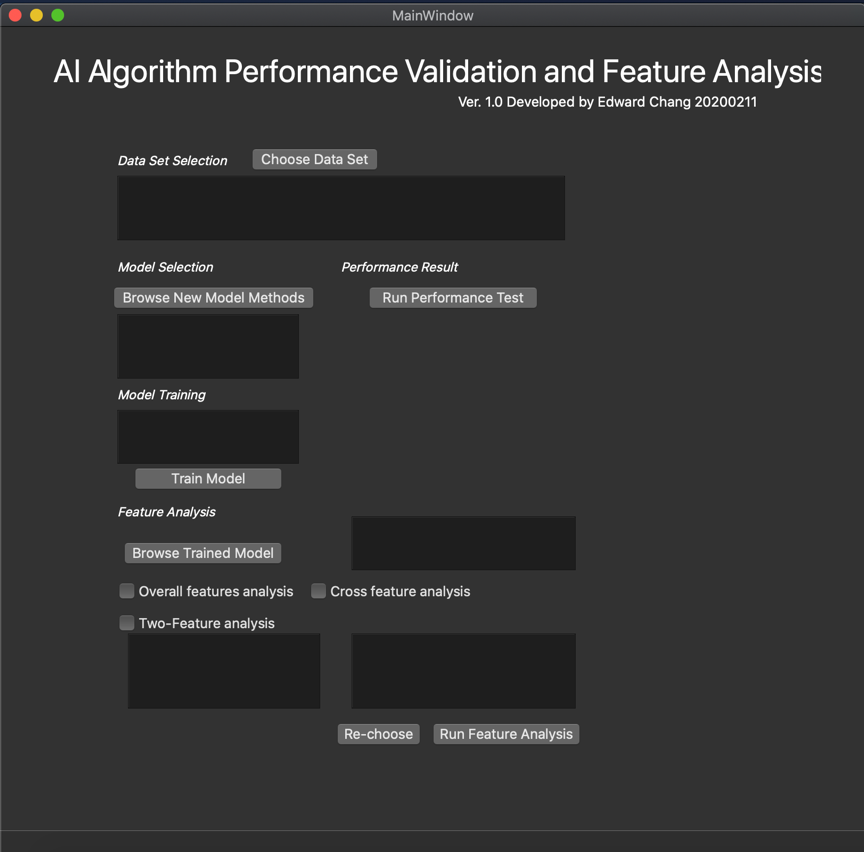 MainWindow
AI Algorithm Performance Validation and Feature Analysis
Ver. 1.0 Developed by Edward Chang 20200211
Data Set Selection Choose Data Set
Model Selection Performance Result
Browse New Model Methods Run Performance Test
Model Training
Train Model
Feature Analysis
Browse Trained Model
Overall features analysis Cross feature analysis
Two-Feature analysis
Re-choose Run Feature Analysis